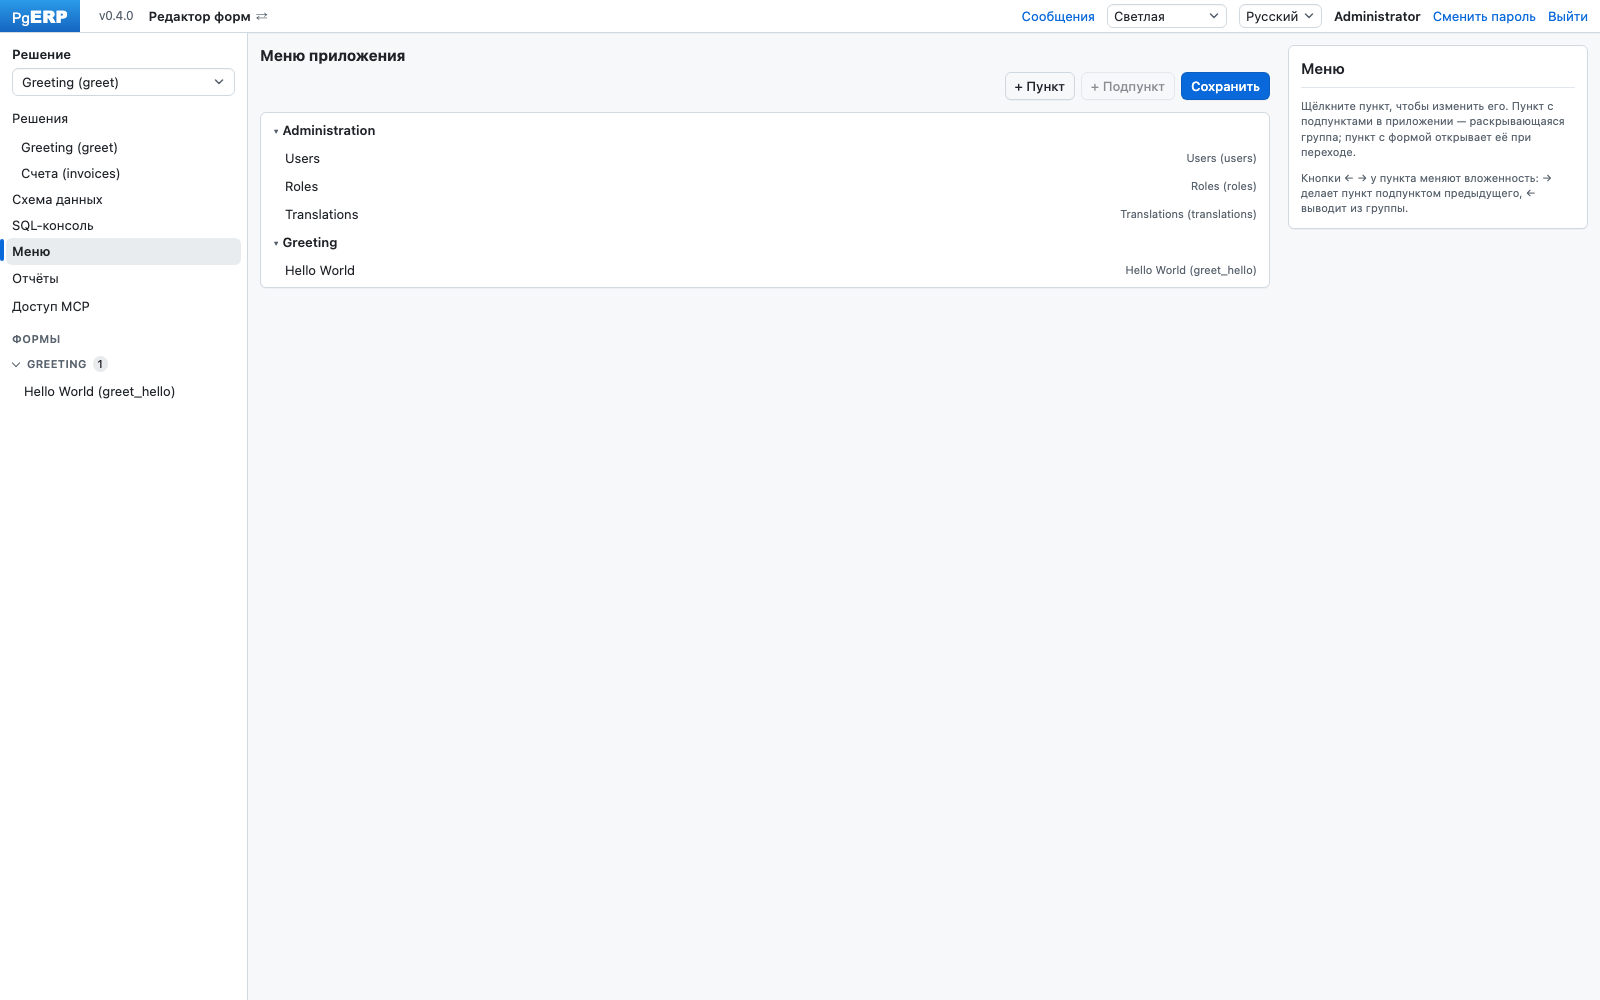 PgERP v0.4.0 Редактор форм ⇄ Сообщения Светлая Русский Administrator Сменить пароль Выйти
Решение
Greeting (greet)
Решения
Greeting (greet)
Счета (invoices)
Схема данных
SQL-консоль
Меню
Отчёты
Доступ MCP
ФОРМЫ
GREETING 1
Hello World (greet_hello)
Меню приложения
+ Пункт + Подпункт Сохранить
▾ Administration
Users Users (users)
Roles Roles (roles)
Translations Translations (translations)
▾ Greeting
Hello World Hello World (greet_hello)
Меню
Щёлкните пункт, чтобы изменить его. Пункт с
подпунктами в приложении — раскрывающаяся
группа; пункт с формой открывает её при
переходе.
Кнопки ← → у пункта меняют вложенность: →
делает пункт подпунктом предыдущего, ←
выводит из группы.